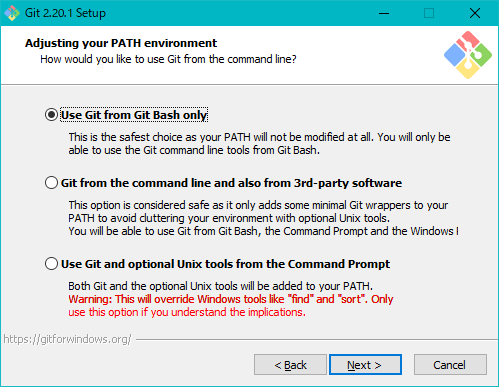 Git 2.20.1 Setup
Adjusting your PATH environment
How would you like to use Git from the command line?
Use Git from Git Bash only
This is the safest choice as your PATH will not be modified at all. You will only be
able to use the Git command line tools from Git Bash.
Git from the command line and also from 3rd-party software
This option is considered safe as it only adds some minimal Git wrappers to your
PATH to avoid cluttering your environment with optional Unix tools.
You will be able to use Git from Git Bash, the Command Prompt and the Windows
Use Git and optional Unix tools from the Command Prompt
Both Git and the optional Unix tools will be added to your PATH.
Warning: This will override Windows tools like "find" and "sort". Only
use this option if you understand the implications.
https://gitforwindows.org/
< Back
Next >
Cancel